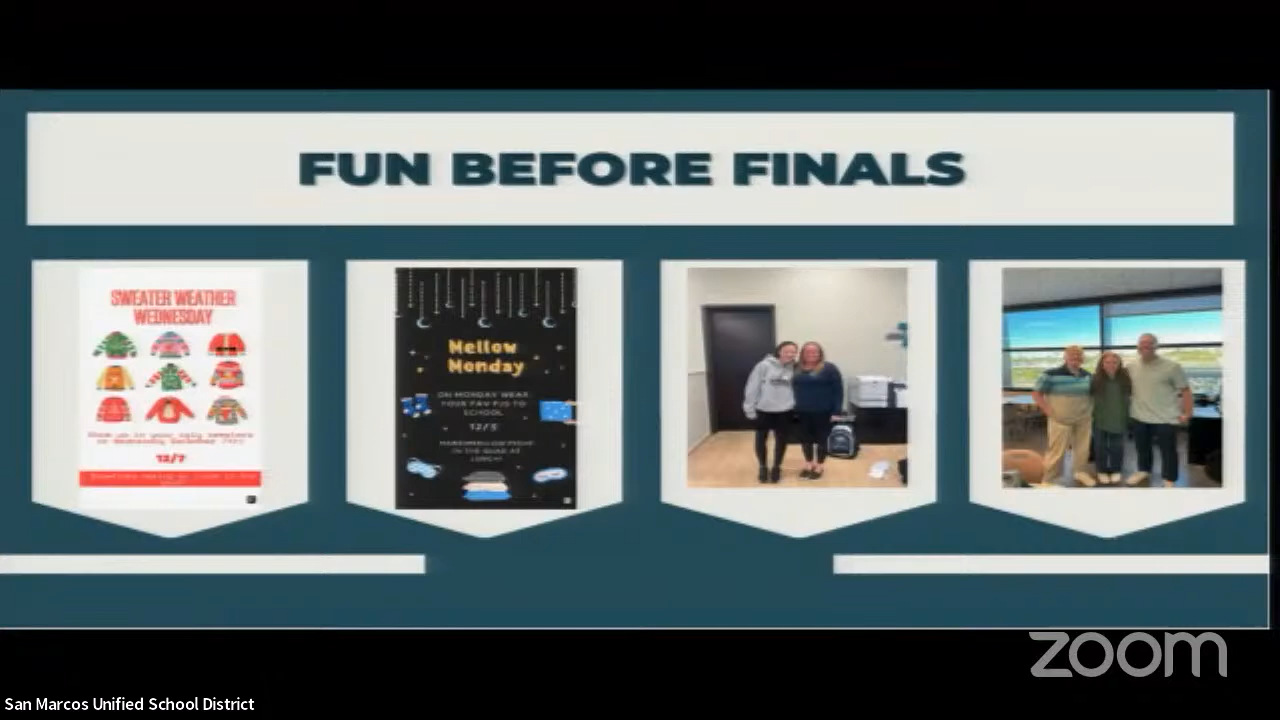 FUN BEFORE FINALS
SWEATER WEATHER
WEDNESDAY
12/7
Mellow
Monday
ON MONDAY WEAR
YOUR FAV PJS TO
SCHOOL
12/5
MARSHMELLOW
IN THE QUAD AT
LUNCH!
zoom
San Marcos Unified School District